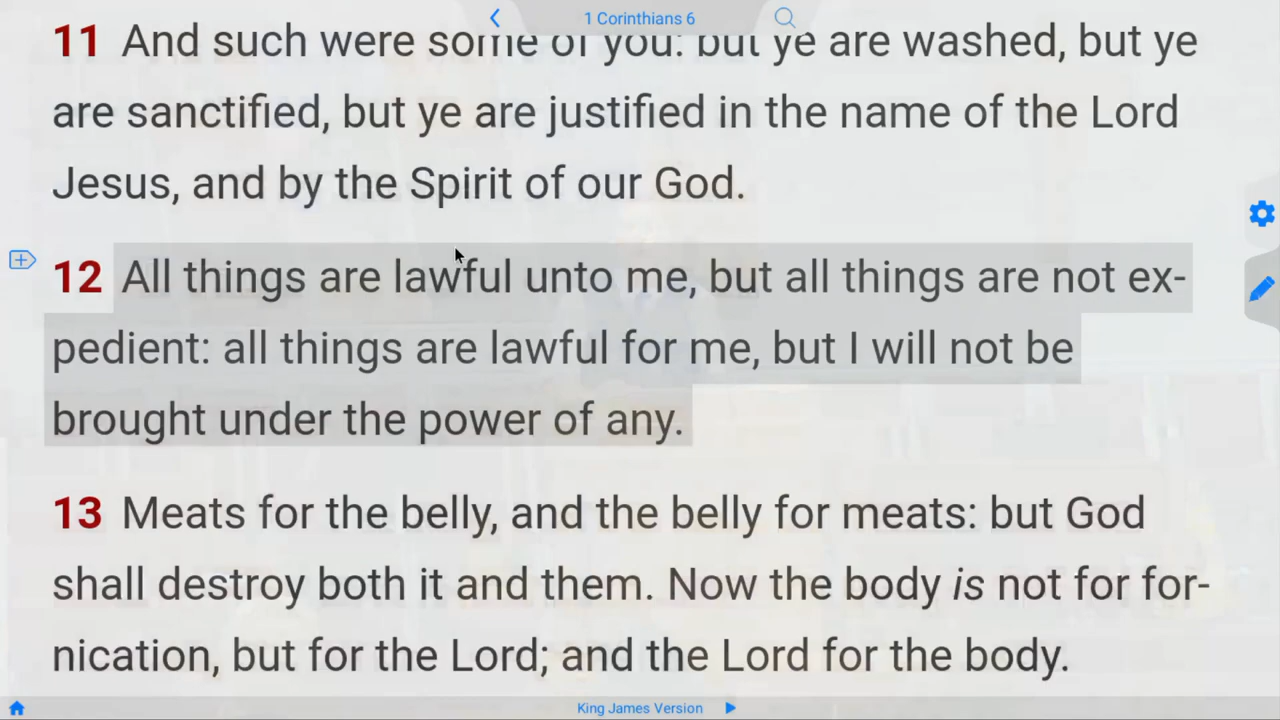 1 Corinthians 6
11 And such were some of you: but ye are washed, but ye
are sanctified, but ye are justified in the name of the Lord
Jesus, and by the Spirit of our God.
12 All things are lawful unto me, but all things are not ex-
pedient: all things are lawful for me, but I will not be
brought under the power of any.
13 Meats for the belly, and the belly for meats: but God
shall destroy both it and them. Now the body is not for for-
nication, but for the Lord; and the Lord for the body.
King James Version